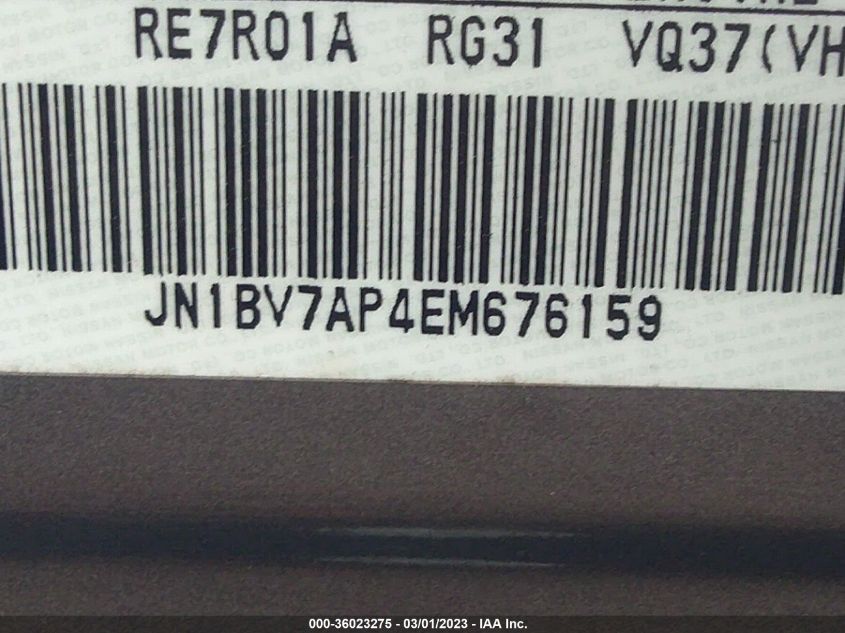 RE7R01A RG31 VQ37(VH
JN1BV7AP4EM676159
000-36023275 - 03/01/2023 - IAA Inc.